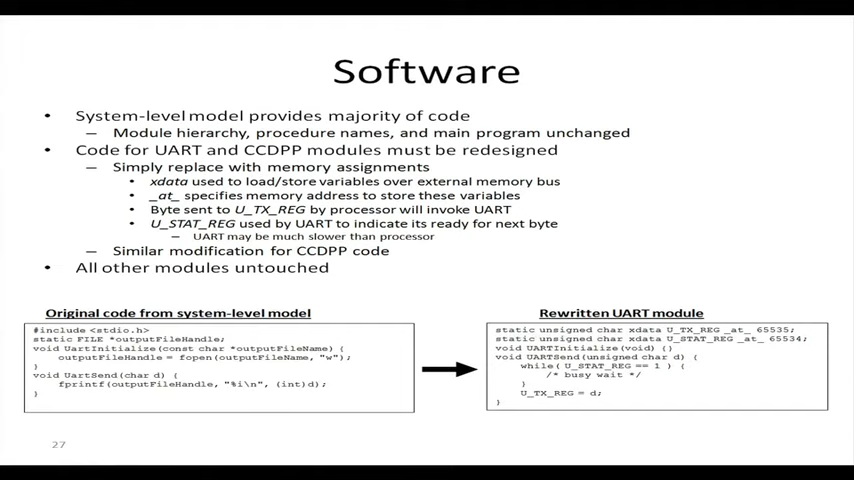 Software
• System-level model provides majority of code
– Module hierarchy, procedure names, and main program unchanged
• Code for UART and CCDPP modules must be redesigned
– Simply replace with memory assignments
• xdata used to load/store variables over external memory bus
• _at_ specifies memory address to store these variables
• Byte sent to U_TX_REG by processor will invoke UART
• U_STAT_REG used by UART to indicate its ready for next byte
– UART may be much slower than processor
– Similar modification for CCDPP code
• All other modules untouched
Original code from system-level model
#include <stdio.h>
static FILE *outputFileHandle;
void UartInitialize(const char *outputFileName) {
outputFileHandle = fopen(outputFileName, "w");
}
void UartSend(char d) {
fprintf(outputFileHandle, "%i\n", (int)d);
}
Rewritten UART module
static unsigned char xdata U_TX_REG _at_ 65535;
static unsigned char xdata U_STAT_REG _at_ 65534;
void UARTInitialize(void) {}
void UARTSend(unsigned char d) {
while( U_STAT_REG == 1 ) {
/* busy wait */
}
U_TX_REG = d;
}
27